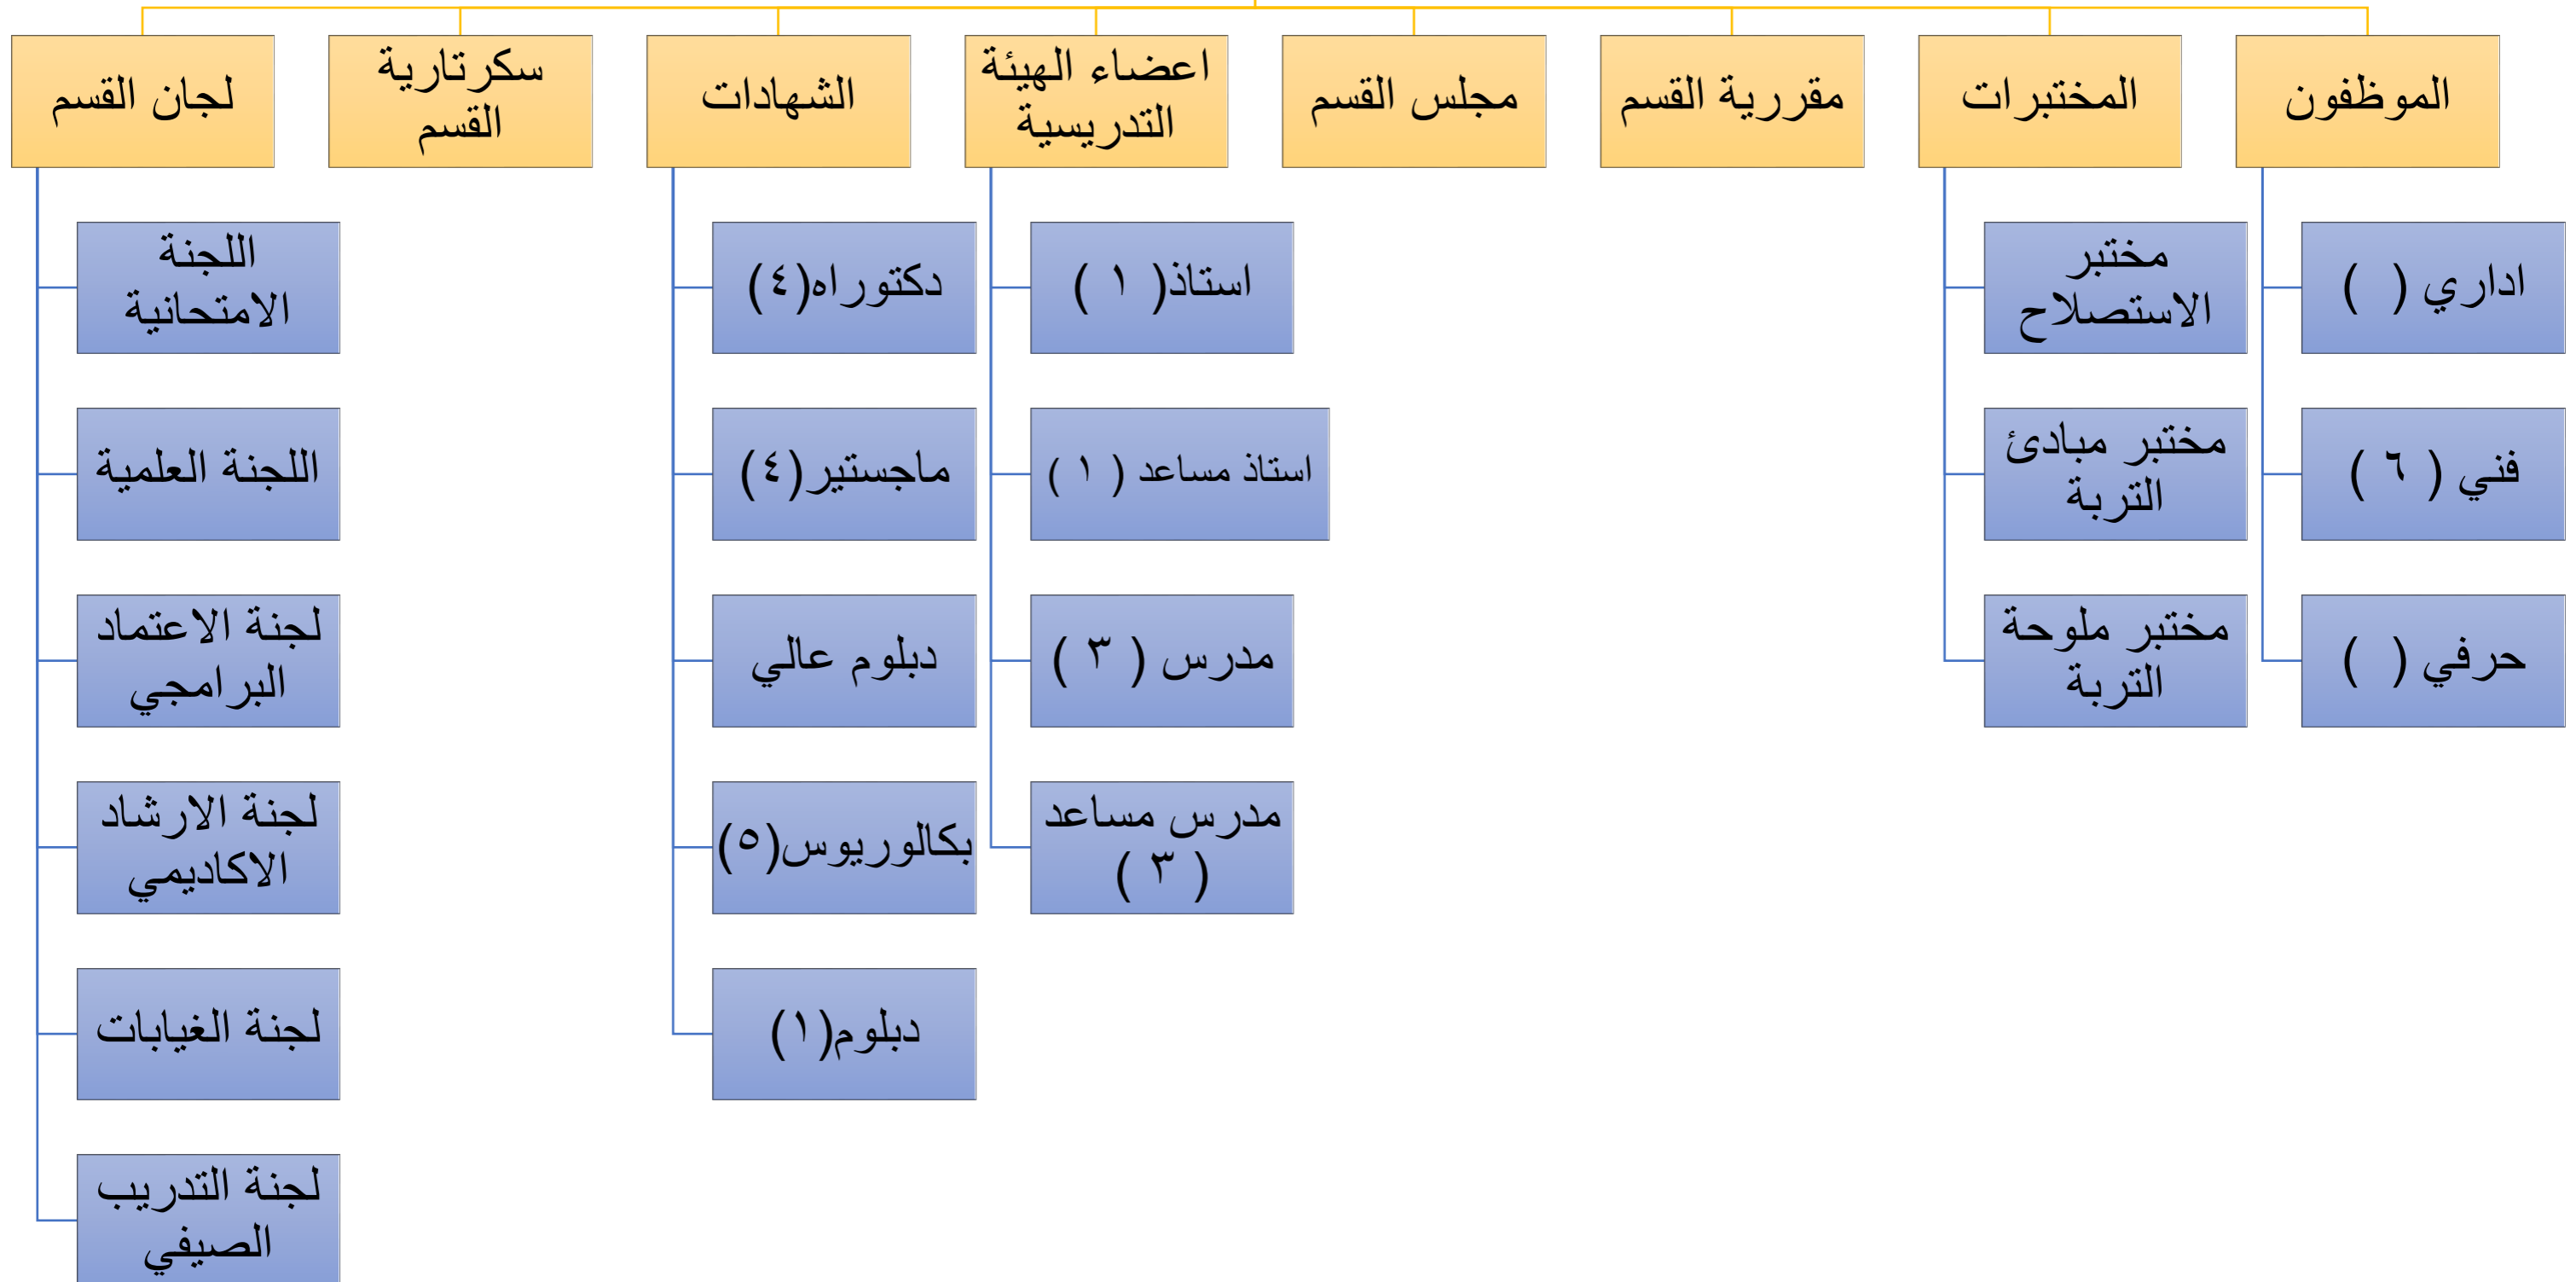 الموظفون
اداري ( )
فني ( ٦ )
حرفي ( )
المختبرات
مختبر
الاستصلاح
مختبر مبادئ
التربة
مختبر ملوحة
التربة
مقررية القسم
مجلس القسم
اعضاء الهيئة
التدريسية
استاذ( ١ )
استاذ مساعد ( ١ )
مدرس ( ٣ )
مدرس مساعد
( ٣ )
الشهادات
دكتوراه(٤)
ماجستير(٤)
دبلوم عالي
بكالوريوس(٥)
دبلوم(١)
سكرتارية
القسم
لجان القسم
اللجنة
الامتحانية
اللجنة العلمية
لجنة الاعتماد
البرامجي
لجنة الارشاد
الاكاديمي
لجنة الغيابات
لجنة التدريب
الصيفي